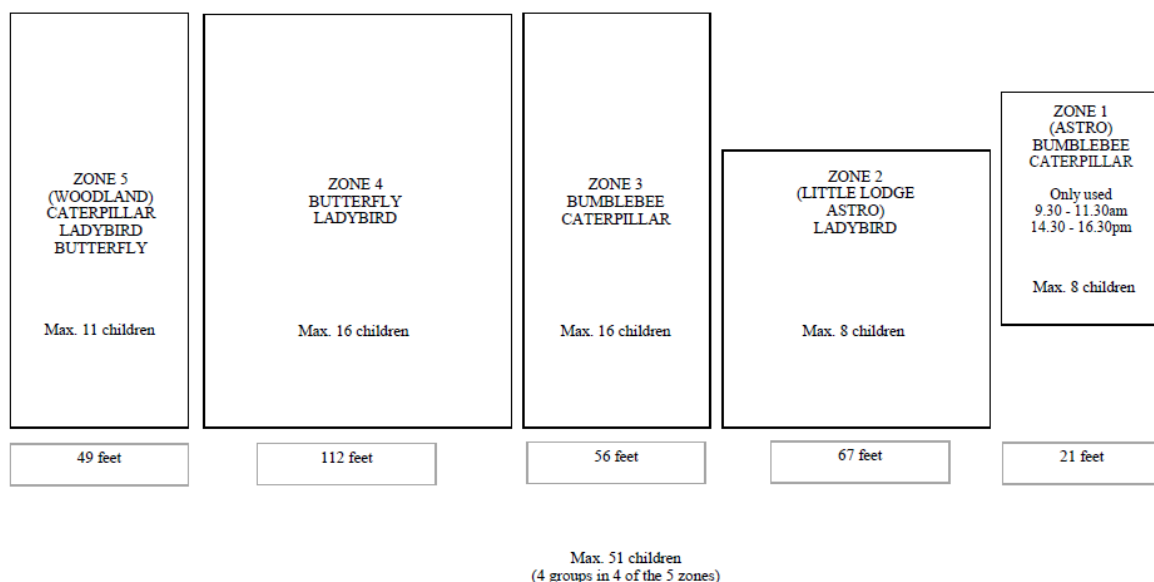 ZONE 5
(WOODLAND)
CATERPILLAR
LADYBIRD
BUTTERFLY
Max. 11 children
49 feet
ZONE 4
BUTTERFLY
LADYBIRD
Max. 16 children
112 feet
ZONE 3
BUMBLEBEE
CATERPILLAR
Max. 16 children
56 feet
ZONE 2
(LITTLE LODGE
ASTRO)
LADYBIRD
Max. 8 children
67 feet
ZONE 1
(ASTRO)
BUMBLEBEE
CATERPILLAR
Only used
9.30 - 11.30am
14.30 - 16.30pm
Max. 8 children
21 feet
Max. 51 children
(4 groups in 4 of the 5 zones)